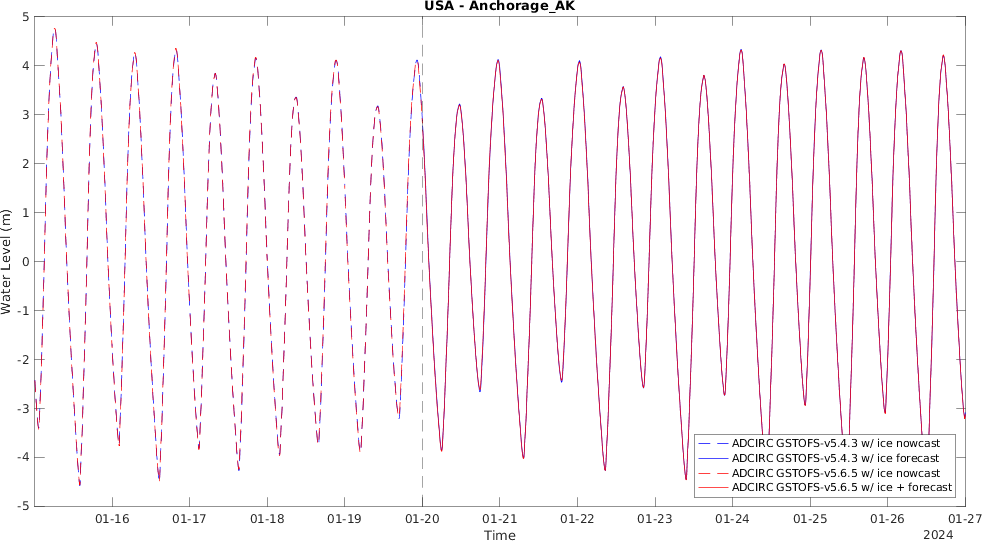 USA - Anchorage_AK
5
4
3
2
1
0
-1
-2
-3
-4
-5
Water Level (m)
ADCIRC GSTOFS-v5.4.3 w/ ice nowcast
ADCIRC GSTOFS-v5.4.3 w/ ice forecast
ADCIRC GSTOFS-v5.6.5 w/ ice nowcast
ADCIRC GSTOFS-v5.6.5 w/ ice + forecast
01-16 01-17 01-18 01-19 01-20 01-21 01-22 01-23 01-24 01-25 01-26 01-27
Time
2024